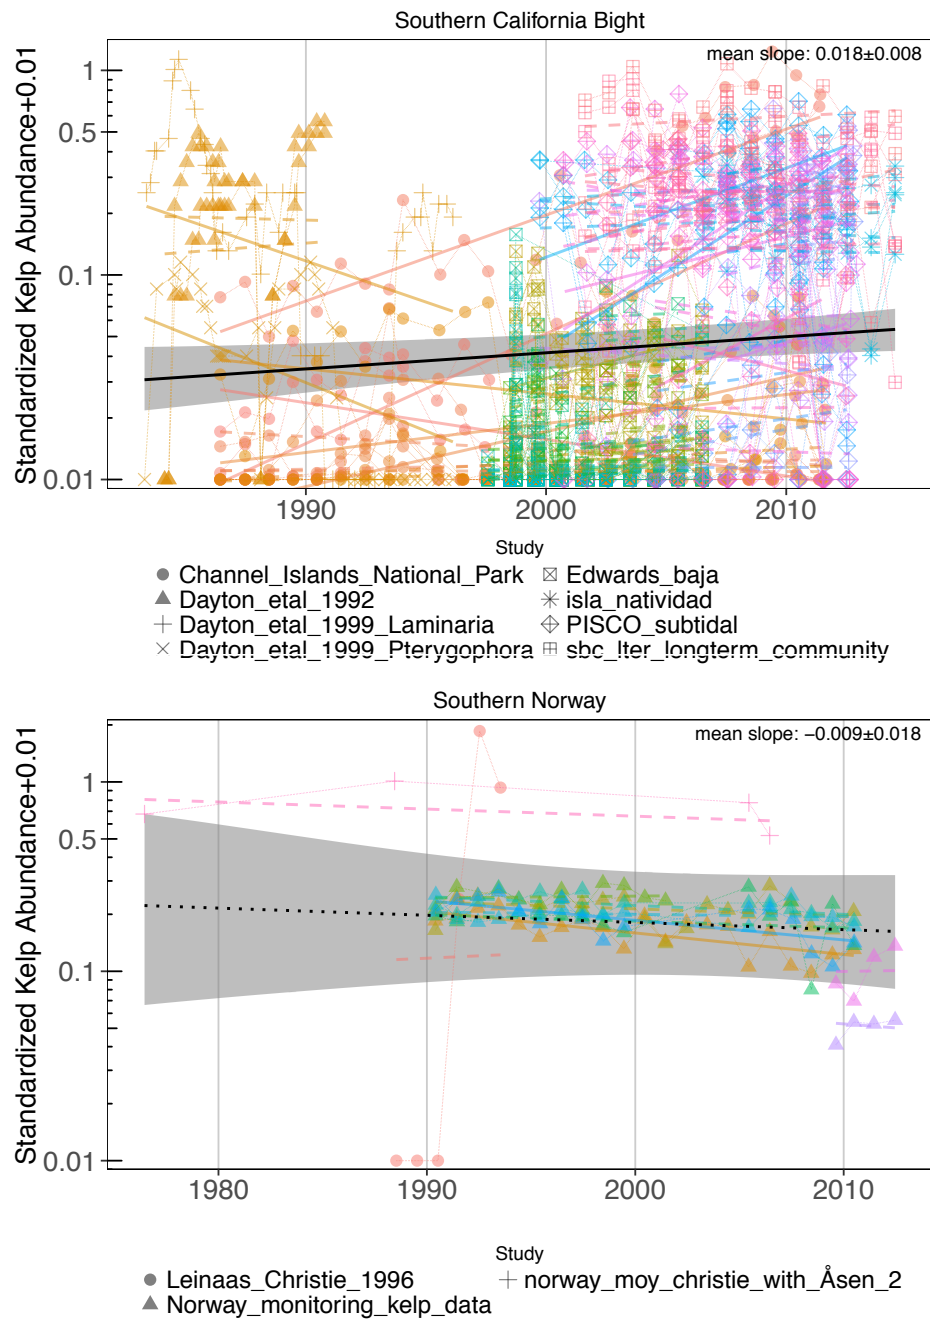 Southern California Bight
mean slope: 0.018±0.008
Standardized Kelp Abundance+0.01
1
0.5
0.1
0.01
1990 2000 2010
Study
Channel_Islands_National_Park Edwards_baja
Dayton_etal_1992 isla_natividad
Dayton_etal_1999_Laminaria PISCO_subtidal
Dayton_etal_1999_Pterygophora sbc_lter_longterm_community
Southern Norway
mean slope: −0.009±0.018
Standardized Kelp Abundance+0.01
1
0.5
0.1
0.01
1980 1990 2000 2010
Study
Leinaas_Christie_1996 norway_moy_christie_with_Åsen_2
Norway_monitoring_kelp_data